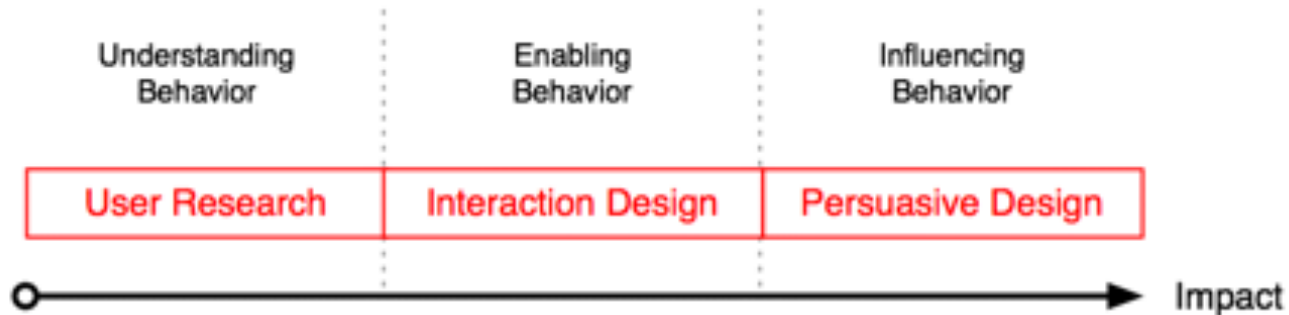 Understanding
Behavior
Enabling
Behavior
Influencing
Behavior
User Research
Interaction Design
Persuasive Design
Impact